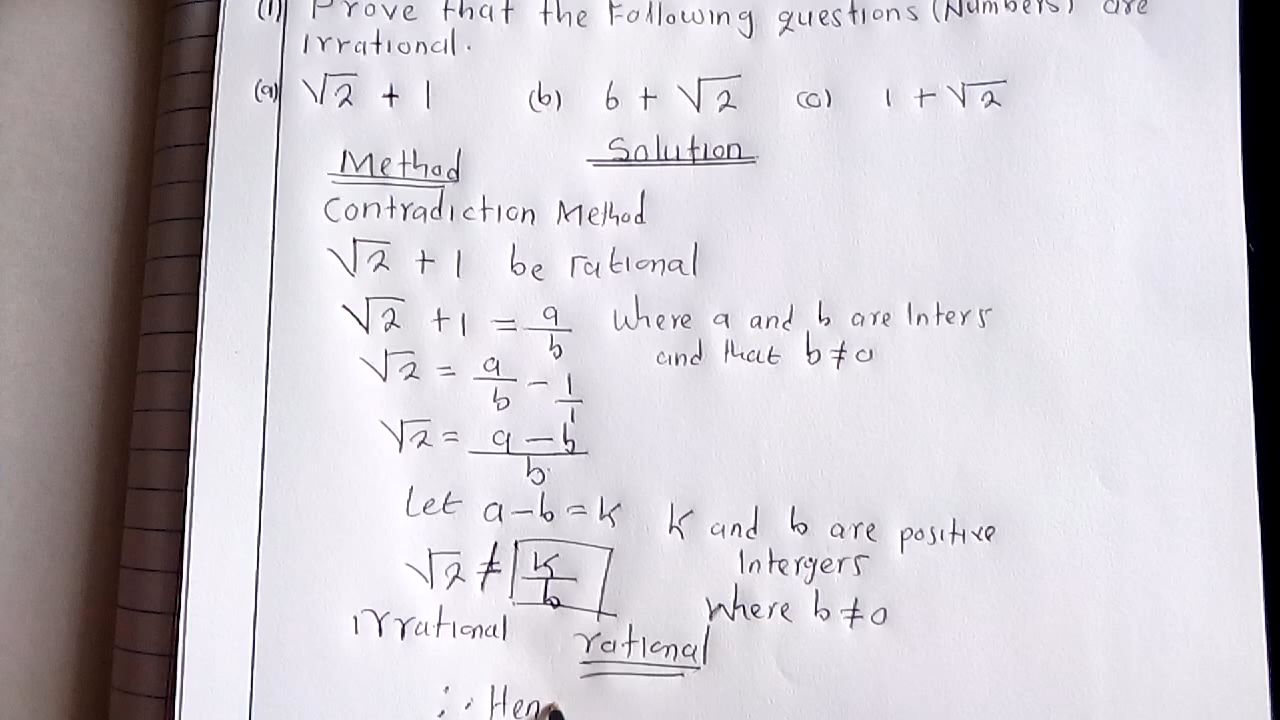 (1) Prove that the Following questions (Numbers) are
Irrational.
(a) √2 + 1 (b) 6 + √2 (c) 1 + √2
Solution
Method
Contradiction Method
√2 + 1 be rational
√2 + 1 = a/b Where a and b are Inters
and that b ≠ 0
√2 = a/b - 1/1
√2 = a - b/b
Let a - b = K K and b are positive
Intergers
√2 ≠ K/b
Where b ≠ 0
irrational rational
∴ Hen